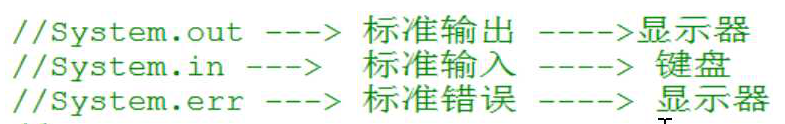 //System.out ---> 标准输出 ---->显示器
//System.in --->  标准输入 ----> 键盘
//System.err ---> 标准错误 ----> 显示器